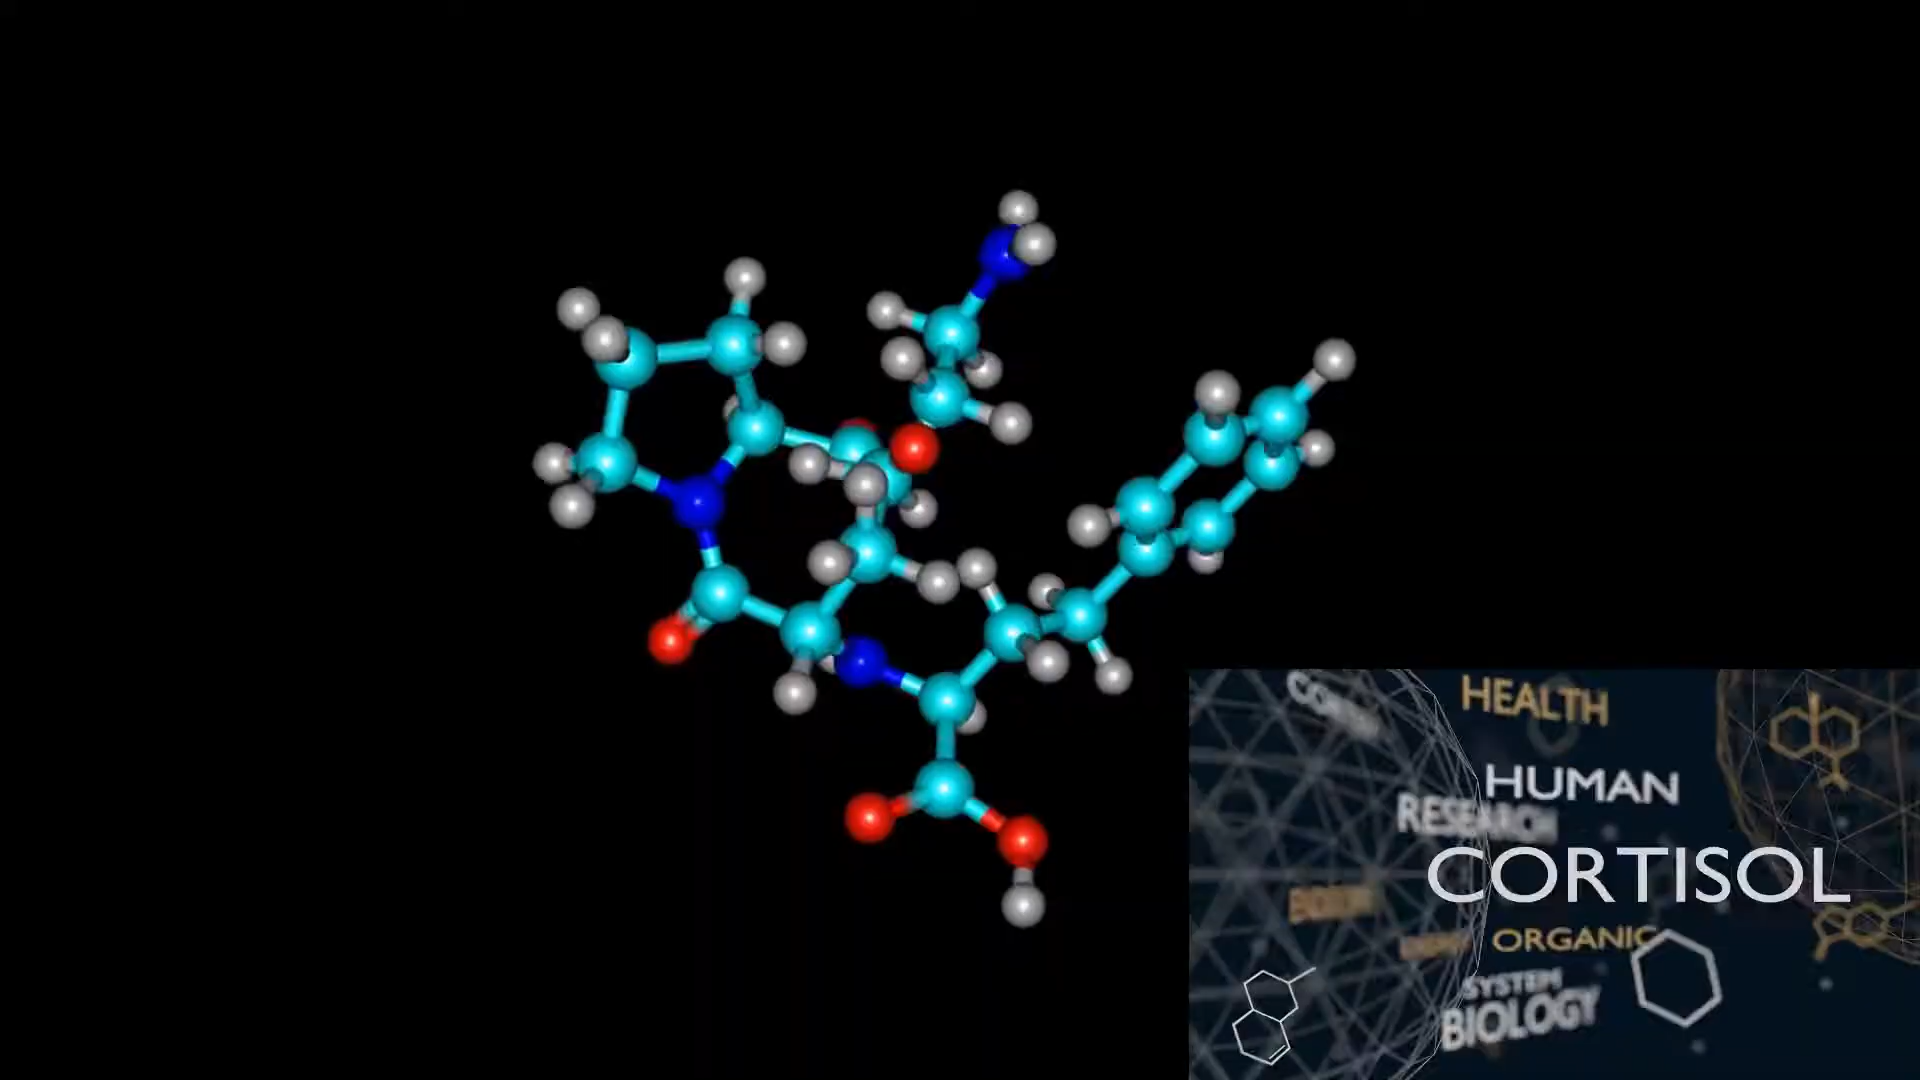 HEALTH
HUMAN
RESEARCH
CORTISOL
ORGANIC
SYSTEM
BIOLOGY